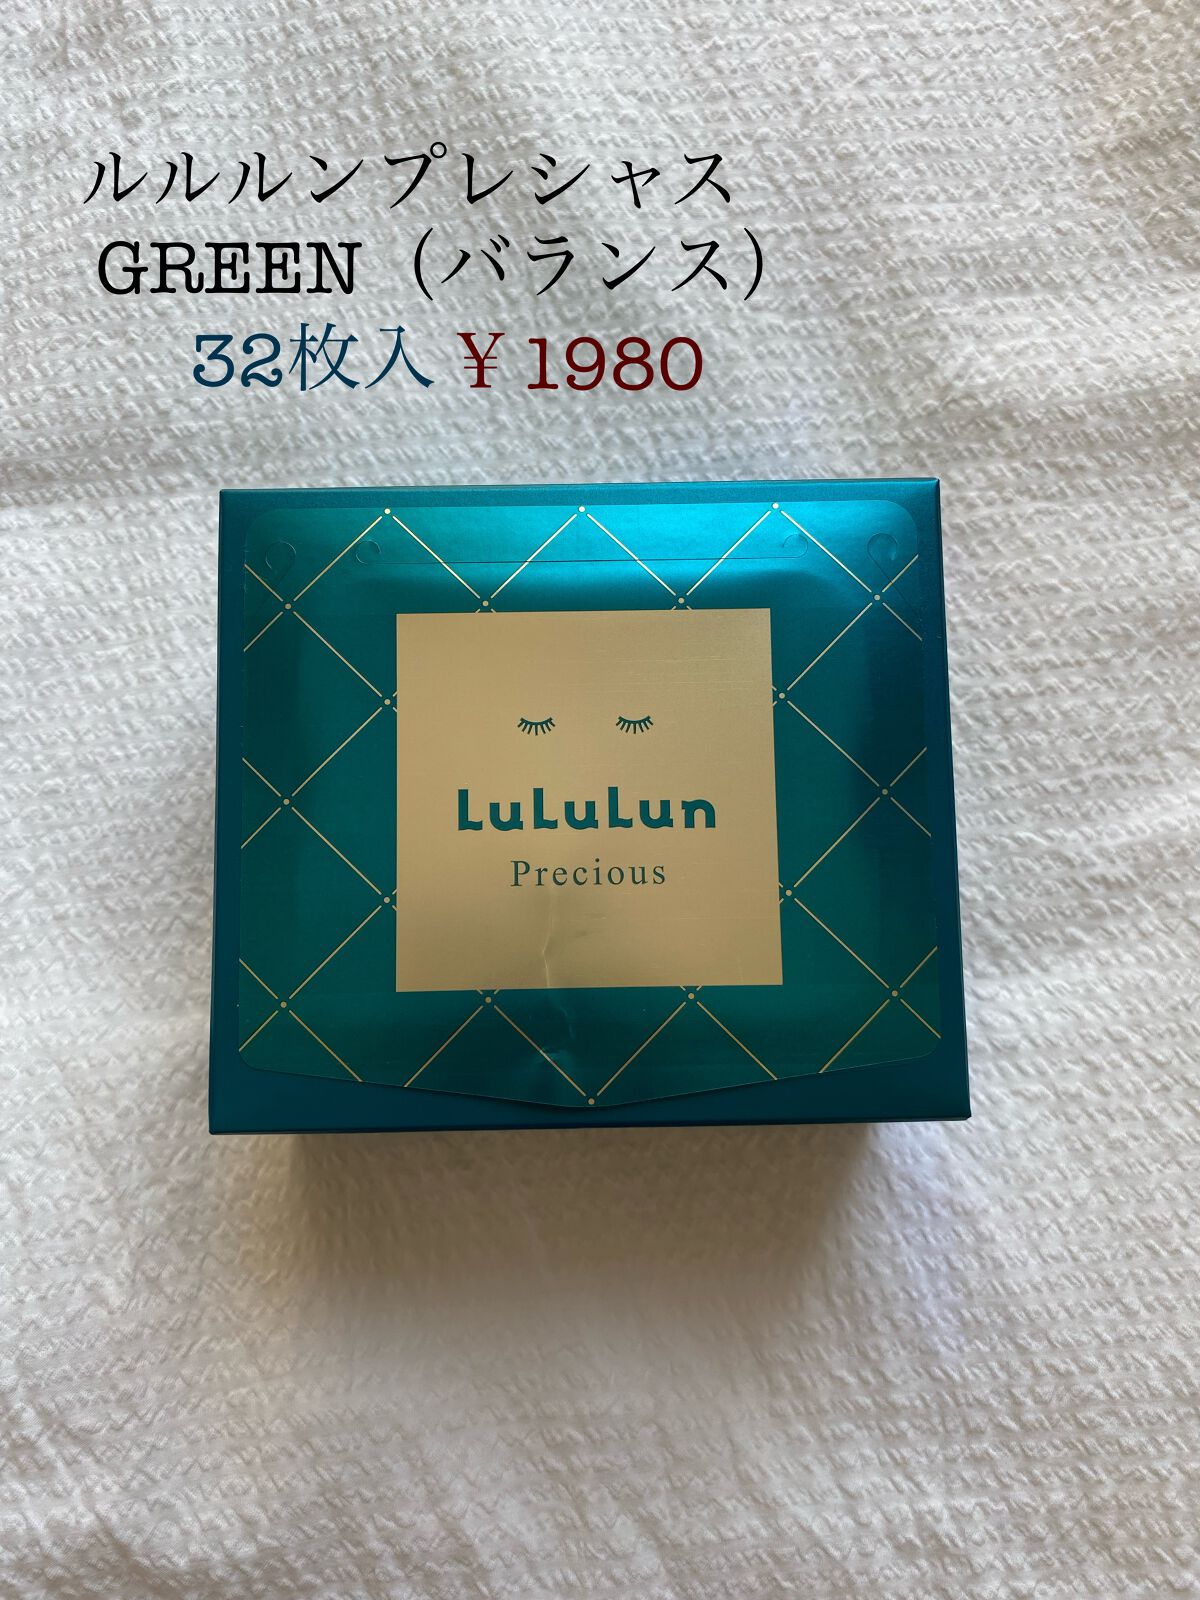 ルルルンプレシャス
GREEN（バランス）
32枚入￥1980
LuLuLun
Precious